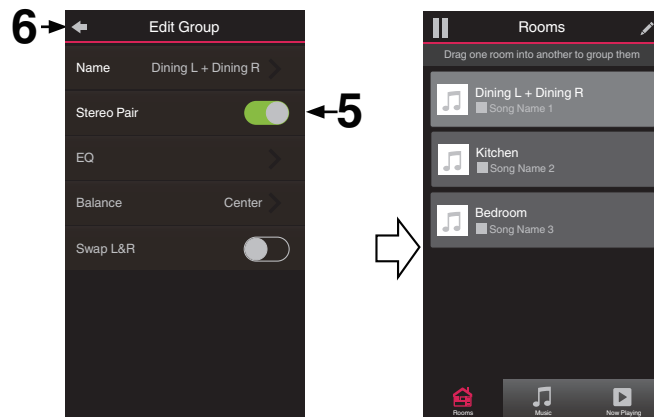 6
Edit Group
Name Dining L + Dining R
Stereo Pair
5
EQ
Balance Center
Swap L&R
Rooms
Drag one room into another to group them
Dining L + Dining R
Song Name 1
Kitchen
Song Name 2
Bedroom
Song Name 3
Rooms Music Now Playing